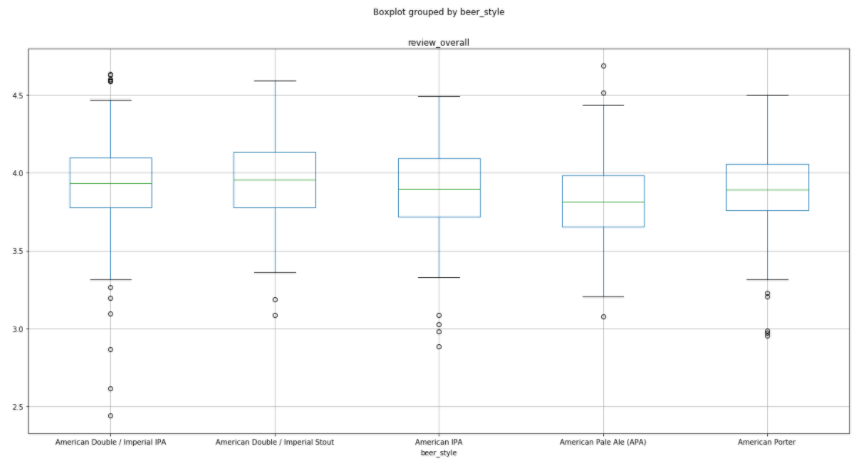 Boxplot grouped by beer_style
review_overall
4.5
4.0
3.5
3.0
2.5
American Double / Imperial IPA American Double / Imperial Stout American IPA American Pale Ale (APA) American Porter
beer_style